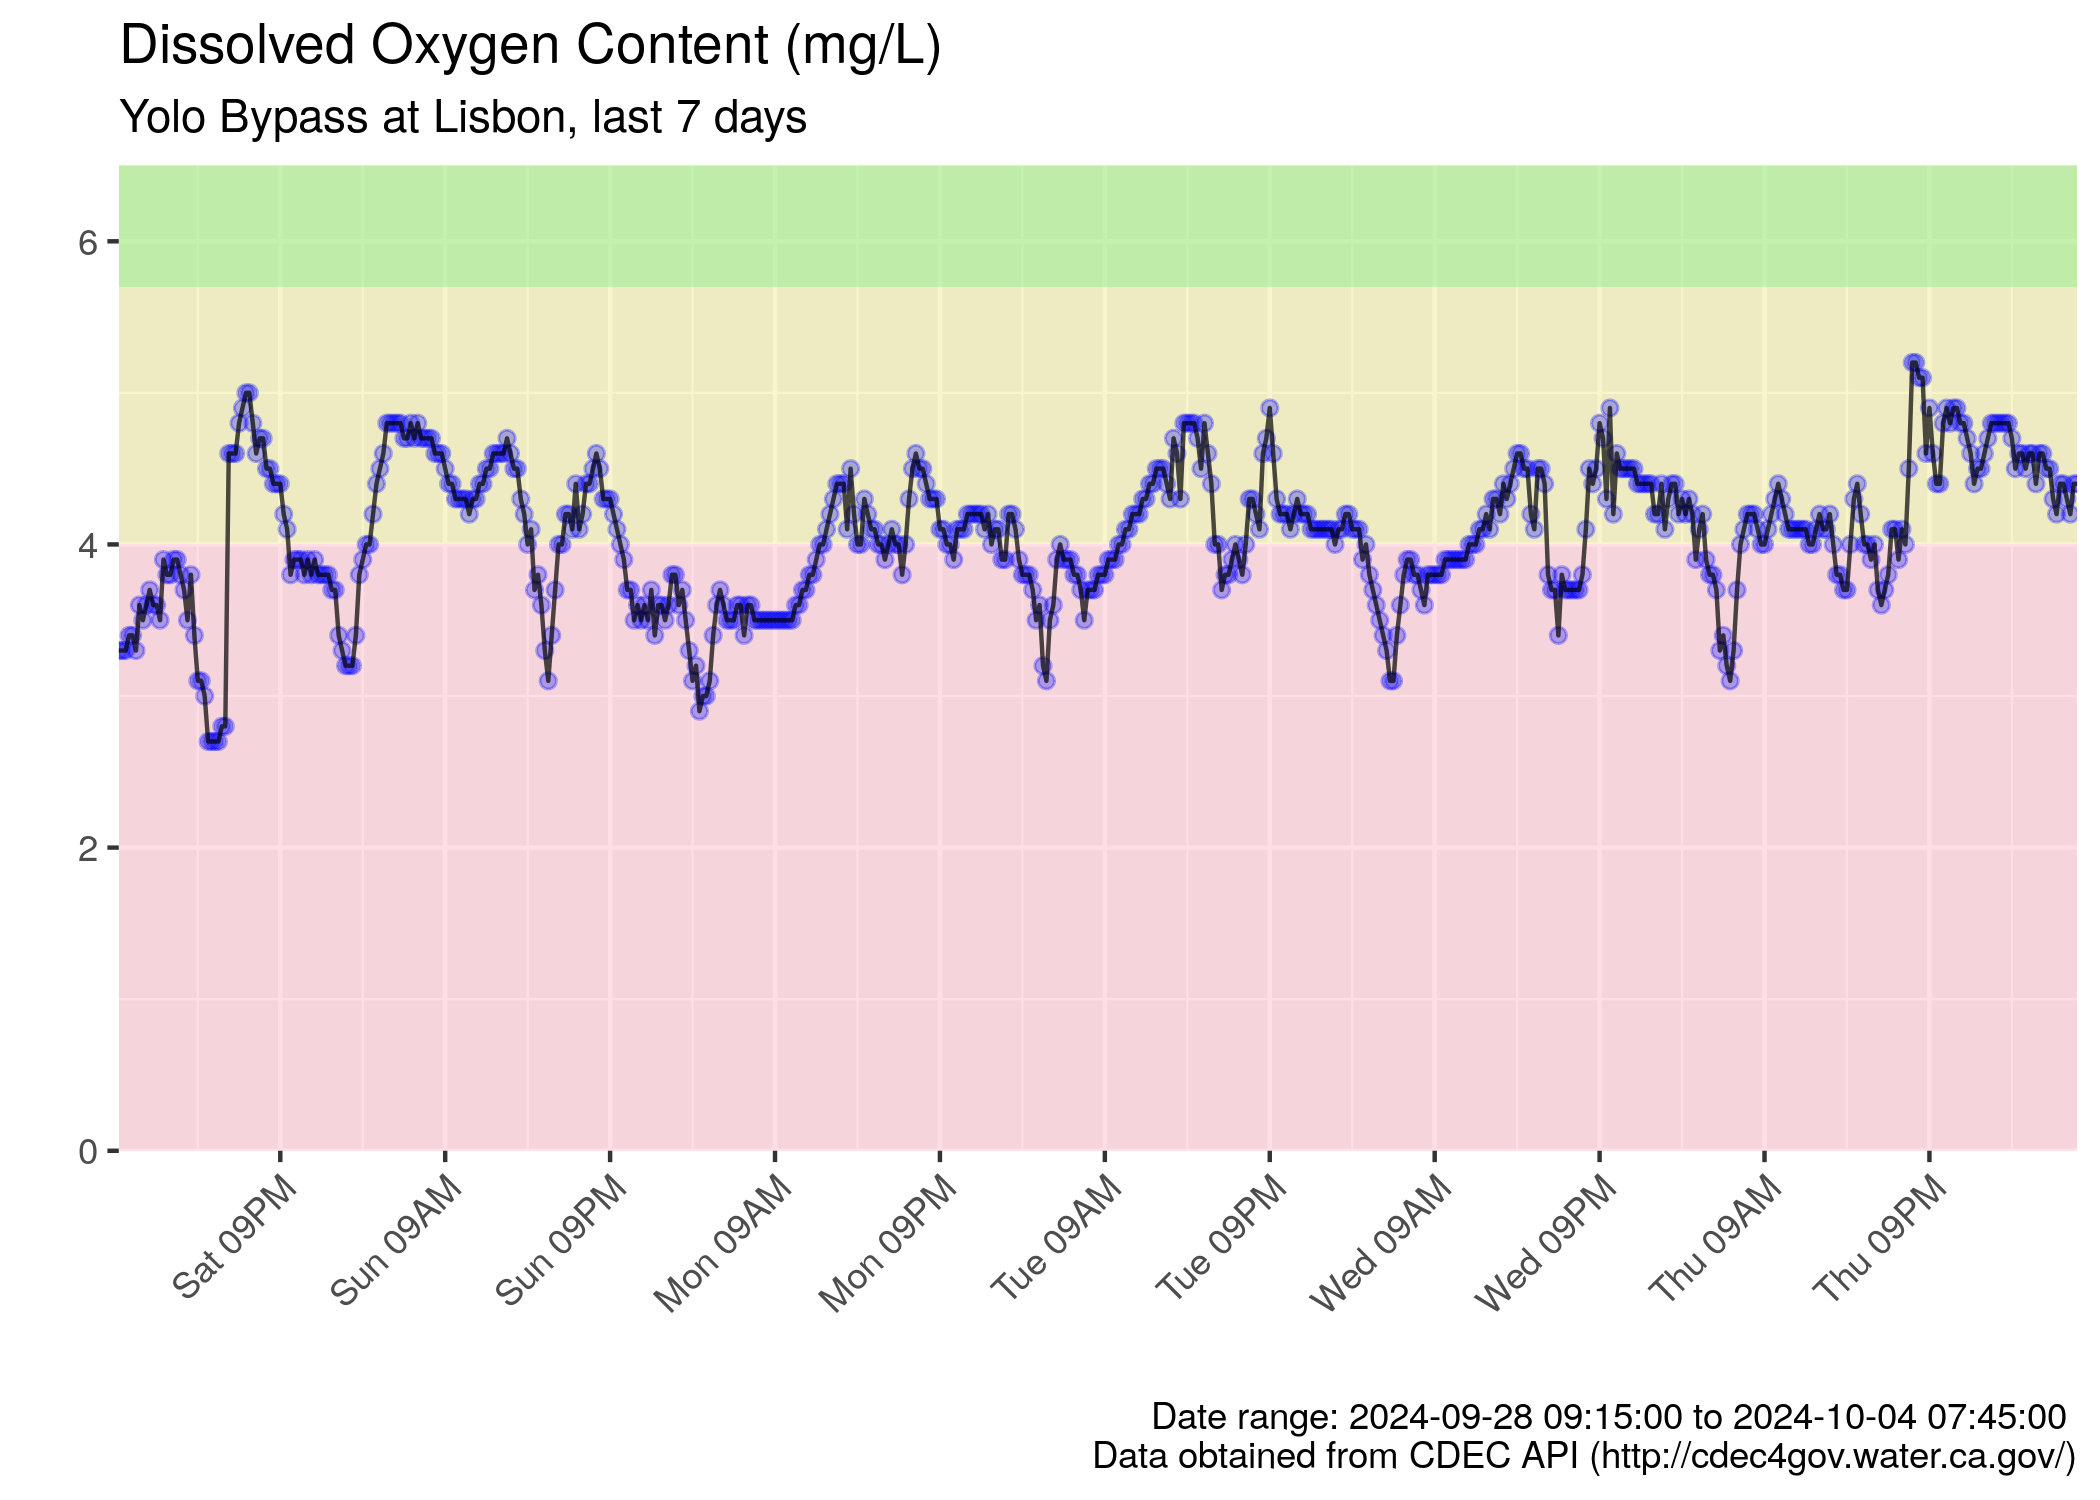 Dissolved Oxygen Content (mg/L)
Yolo Bypass at Lisbon, last 7 days
6
4
2
0
Sat 09PM
Sun 09AM
Sun 09PM
Mon 09AM
Mon 09PM
Tue 09AM
Tue 09PM
Wed 09AM
Wed 09PM
Thu 09AM
Thu 09PM
Date range: 2024-09-28 09:15:00 to 2024-10-04 07:45:00
Data obtained from CDEC API (http://cdec4gov.water.ca.gov/)